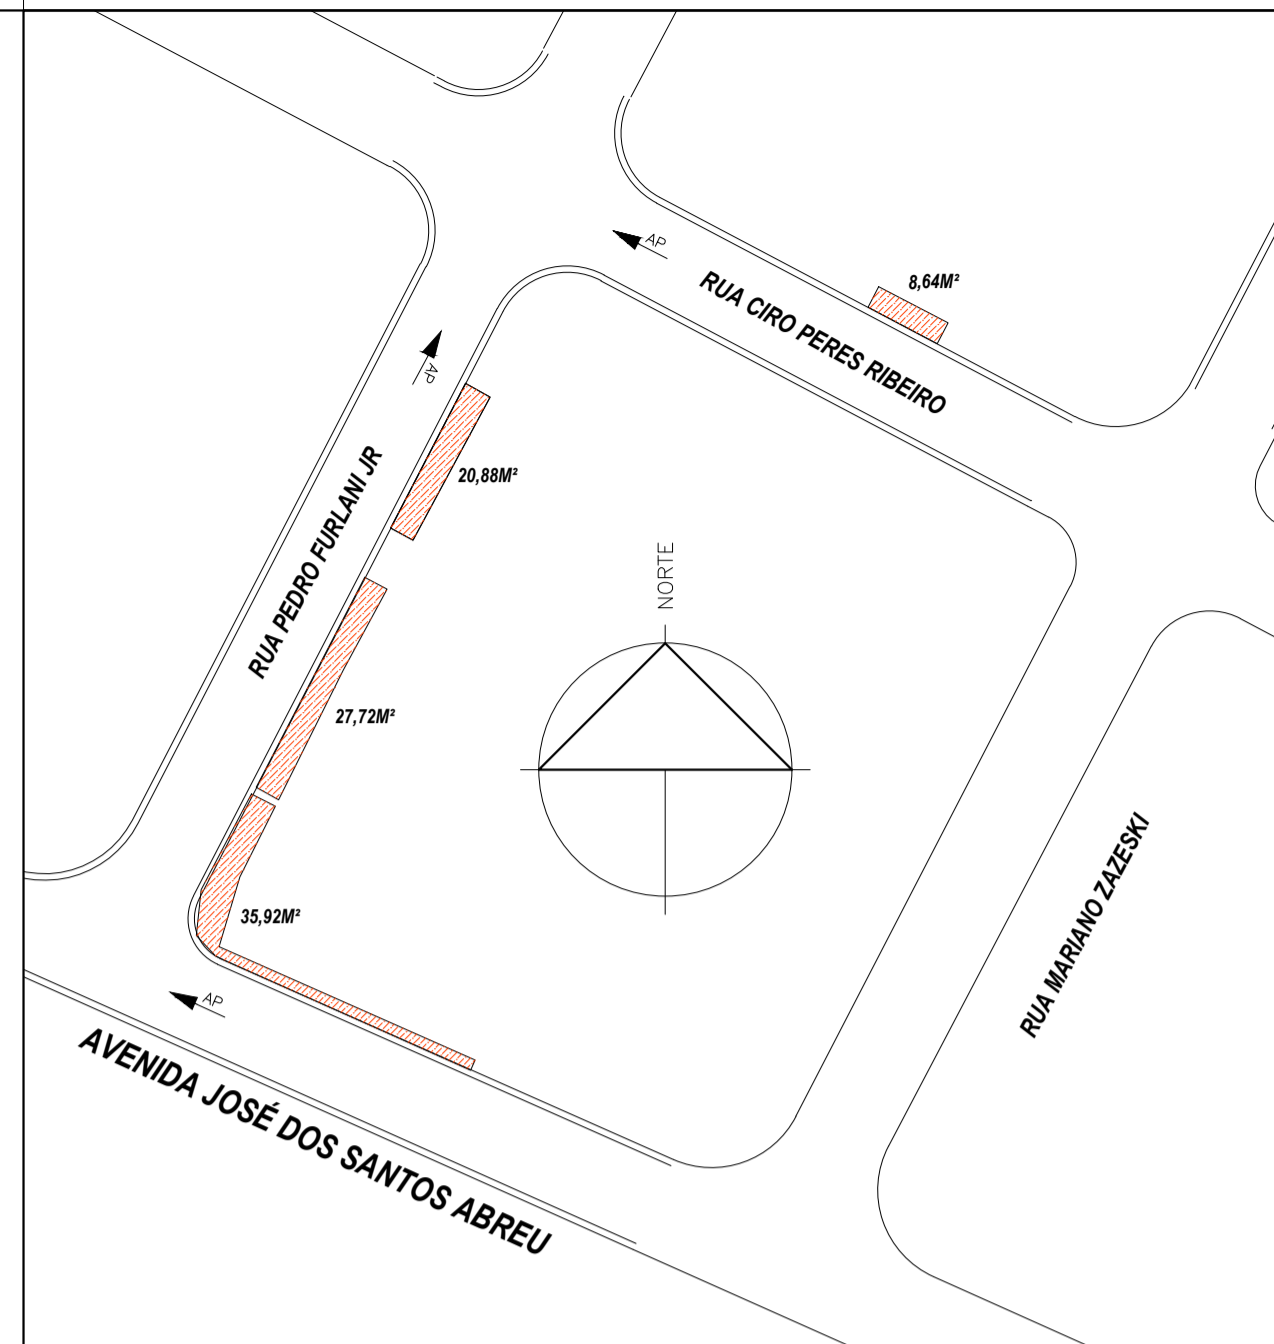 AP
8,64M²
RUA CIRO PERES RIBEIRO
AP
20,88M²
RUA PEDRO FURLANI JR
NORTE
27,72M²
RUA MARIANO ZAZESKI
35,92M²
AP
AVENIDA JOSÉ DOS SANTOS ABREU